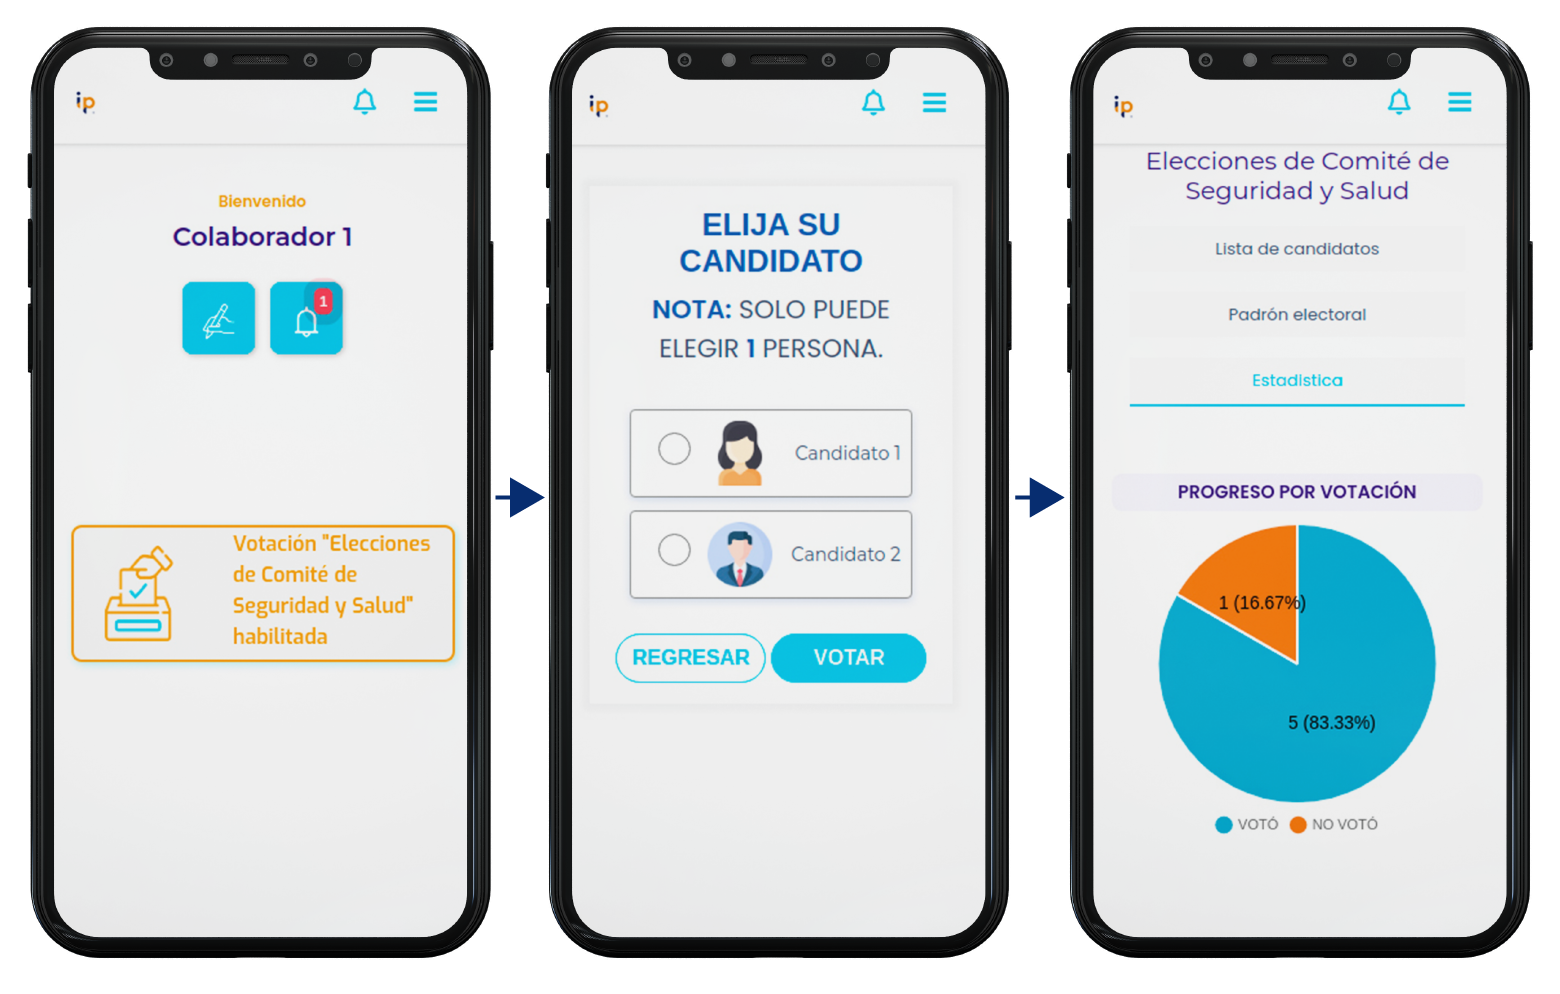 ip
Bienvenido
Colaborador 1
1
Votación "Elecciones
de Comité de
Seguridad y Salud"
habilitada
ip
ELIJA SU
CANDIDATO
NOTA: SOLO PUEDE
ELEGIR 1 PERSONA.
Candidato 1
Candidato 2
REGRESAR
VOTAR
ip
Elecciones de Comité de
Seguridad y Salud
Lista de candidatos
Padrón electoral
Estadistica
PROGRESO POR VOTACIÓN
1 (16.67%)
5 (83.33%)
VOTÓ NO VOTÓ